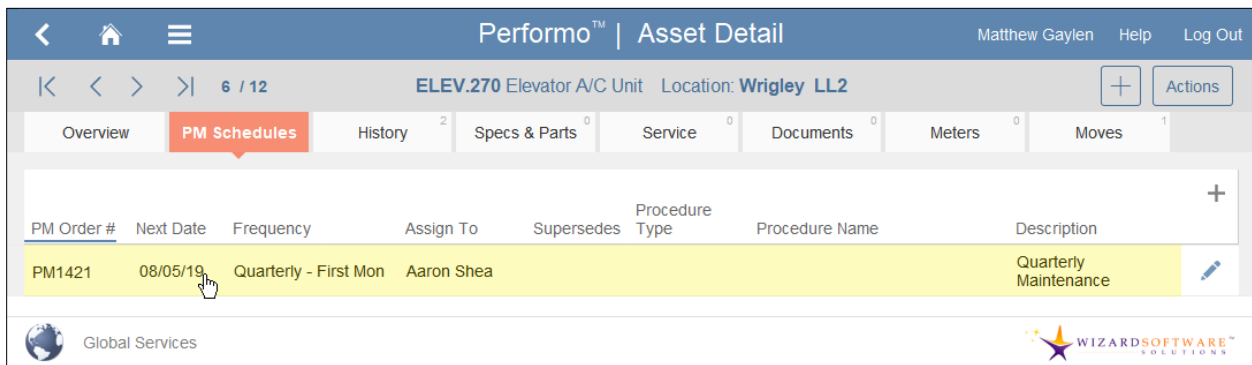 Performo™ | Asset Detail Matthew Gaylen Help Log Out
6 / 12 ELEV.270 Elevator A/C Unit Location: Wrigley LL2 Actions
Overview PM Schedules History 2 Specs & Parts 0 Service 0 Documents 0 Meters 0 Moves 1
PM Order # Next Date Frequency Assign To Supersedes Procedure Type Procedure Name Description
PM1421 08/05/19 Quarterly - First Mon Aaron Shea Quarterly Maintenance
Global Services WIZARDSOFTWARE™
SOLUTIONS